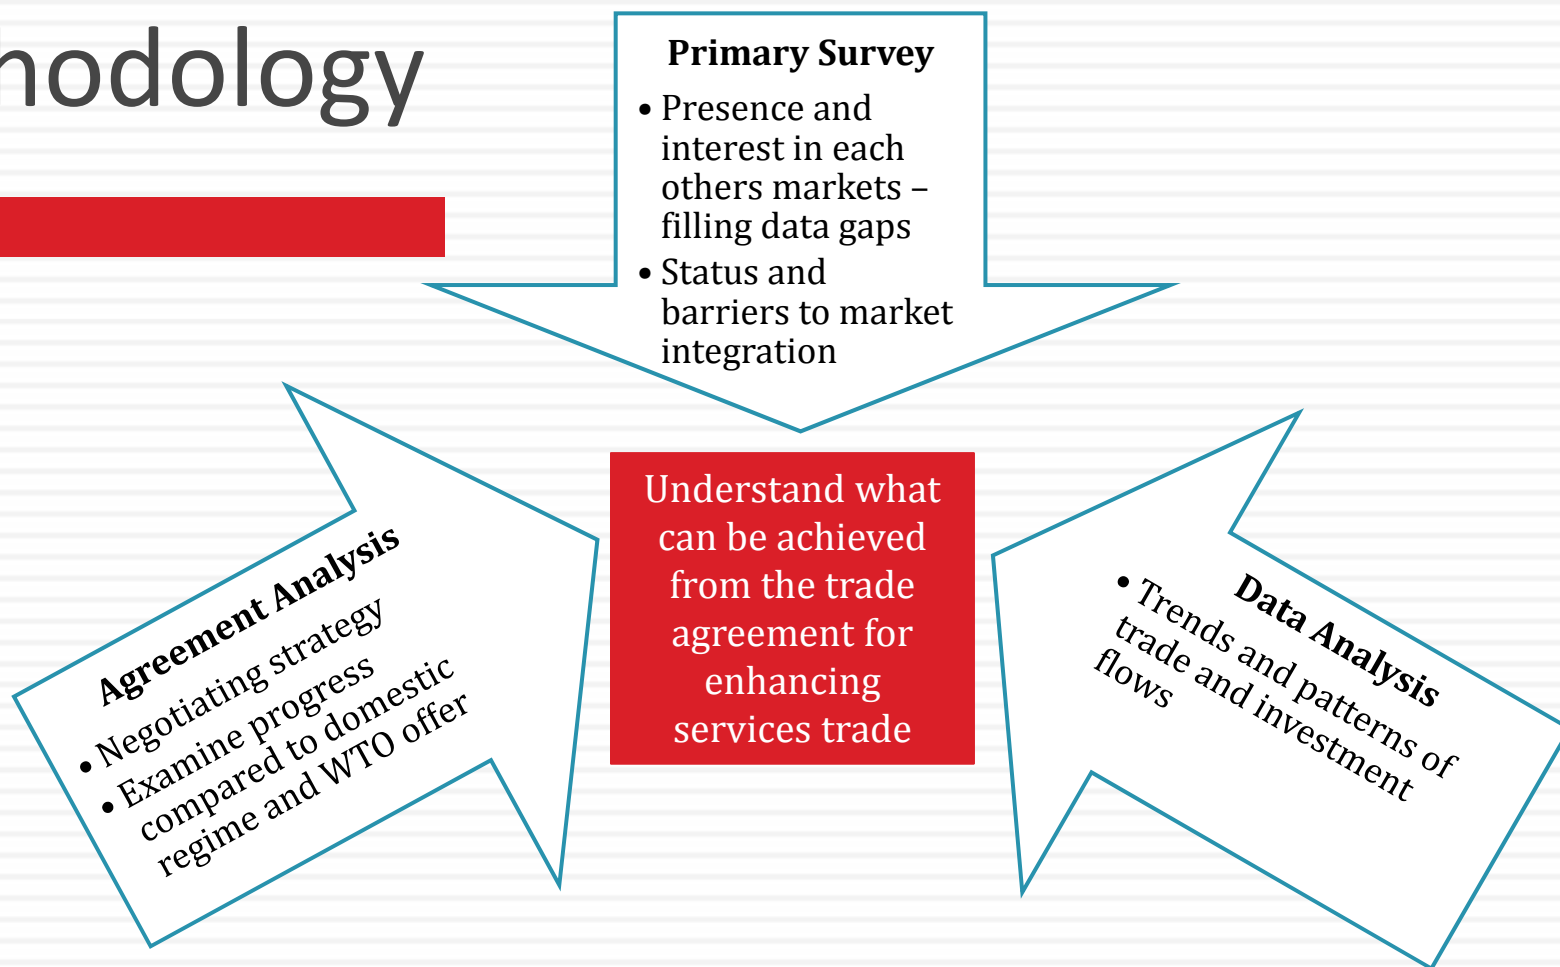 hodology
Primary Survey
• Presence and
interest in each
others markets –
filling data gaps
• Status and
barriers to market
integration
Agreement Analysis
• Negotiating strategy
• Examine progress
compared to domestic
regime and WTO offer
Understand what
can be achieved
from the trade
agreement for
enhancing
services trade
Data Analysis
• Trends and patterns of
trade and investment
flows